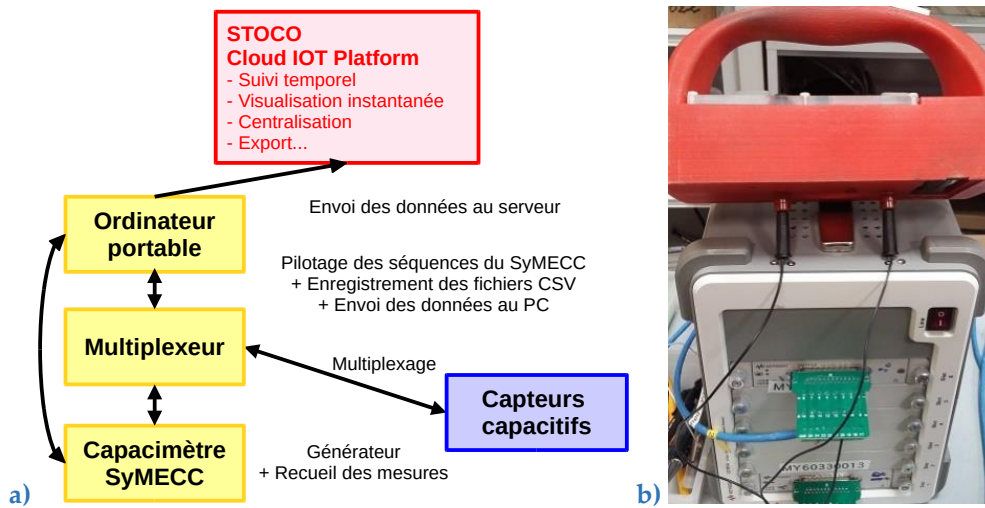 STOCO
Cloud IOT Platform
- Suivi temporel
- Visualisation instantanée
- Centralisation
- Export...
Envoi des données au serveur
Ordinateur
portable
Pilotage des séquences du SyMECC
+ Enregistrement des fichiers CSV
+ Envoi des données au PC
Multiplexeur
Multiplexage
Capteurs
capacitifs
Capacimètre
SyMECC
Générateur
+ Recueil des mesures
a)
Line
MY60330013
b)